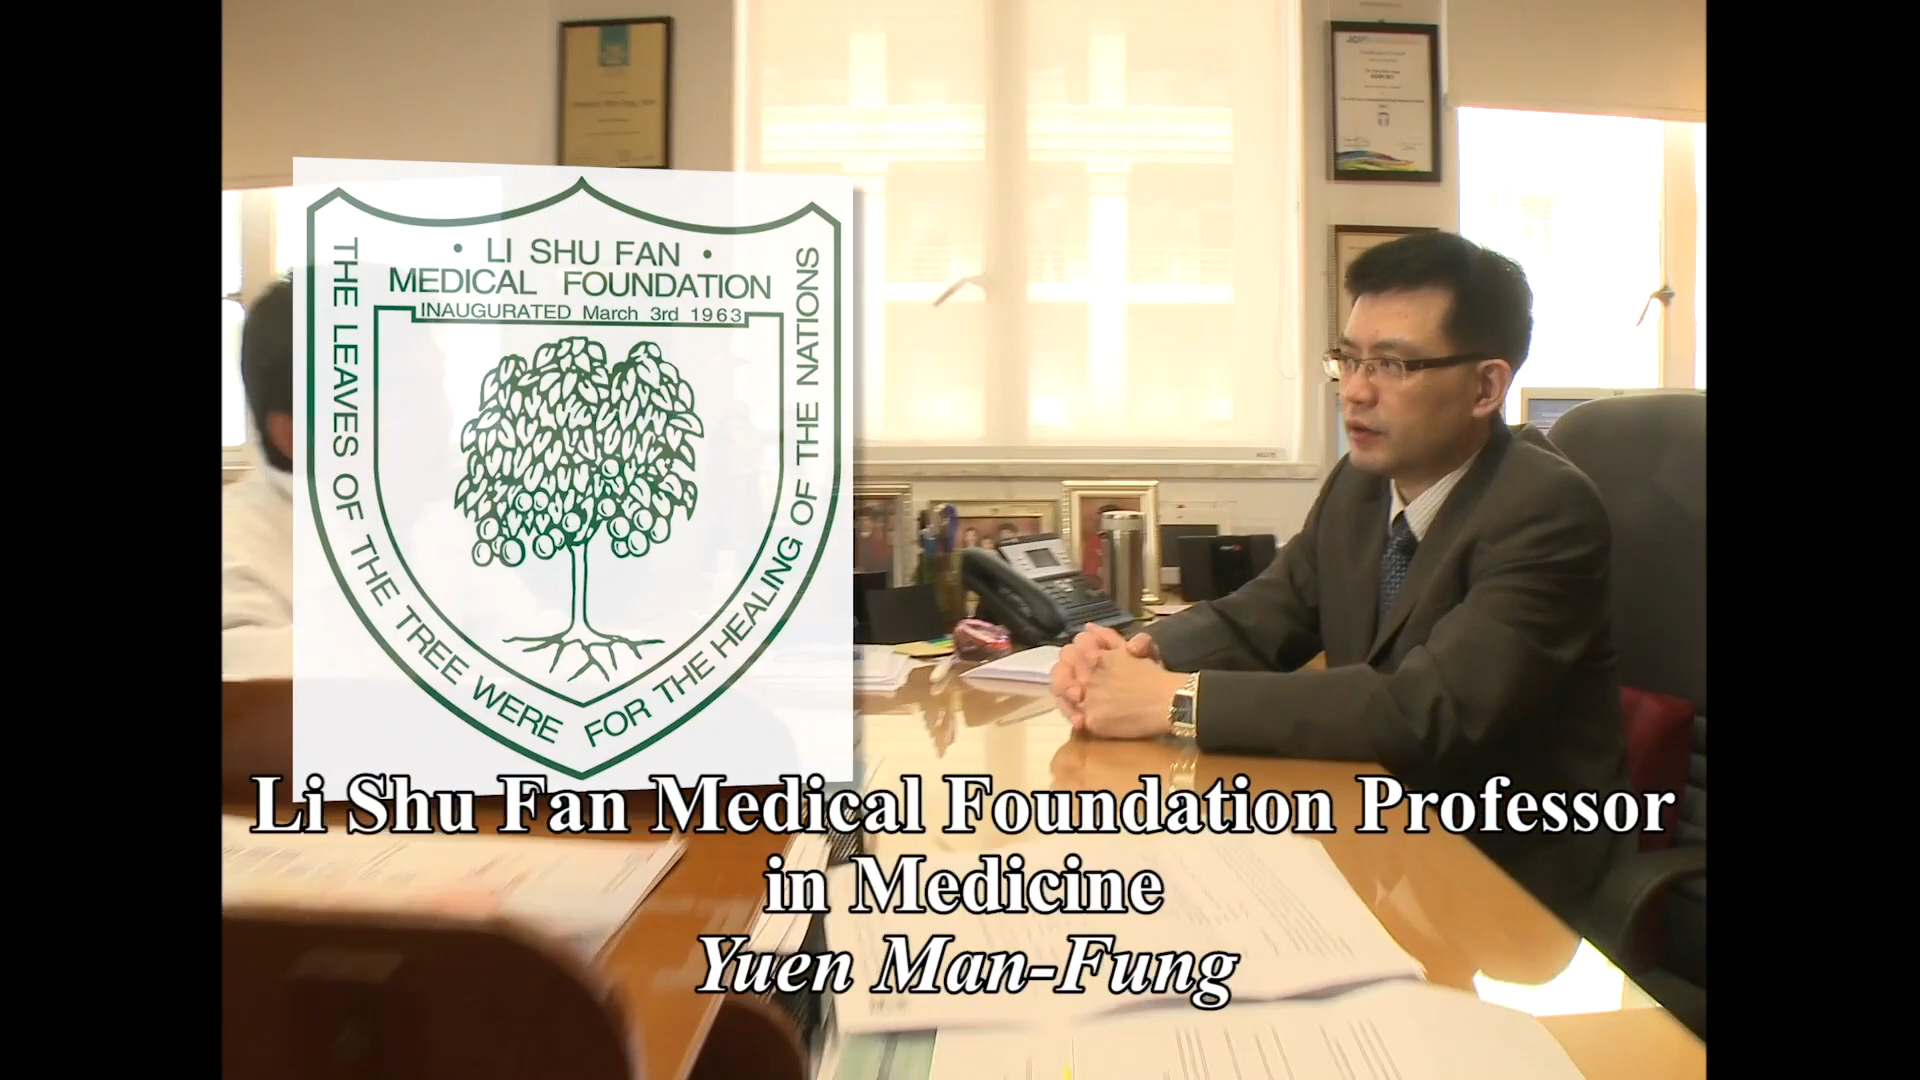 • LI SHU FAN •
MEDICAL FOUNDATION
INAUGURATED March 3rd 1963
THE LEAVES OF THE TREE WERE FOR THE HEALING OF THE NATIONS
Li Shu Fan Medical Foundation Professor
in Medicine
Yuen Man-Fung